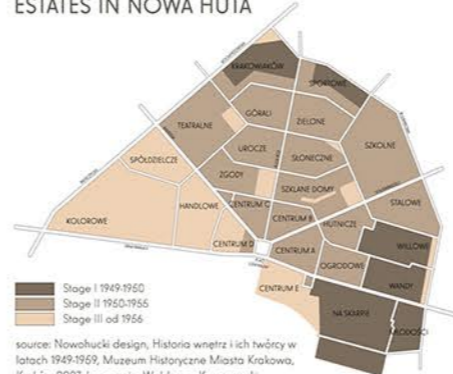 ESTATES IN NOWA HUTA
KRAKOWIAKÓW
SPORTOWE
GÓRALI
ZIELONE
TEATRALNE
SZKOLNE
UROCZE
SŁONECZNE
SPÓŁDZIELCZE
ZGODY
SZKLANE DOMY
STALOWE
HANDLOWE
CENTRUM C
CENTRUM B
HUTNICZE
KOLOROWE
WILLOWE
CENTRUM D
CENTRUM A
OGRODOWE
CENTRUM E
WANDY
NA SKARPIE
MŁODOŚCI
Stage I 1949-1950
Stage II 1950-1955
Stage III od 1956
source: Nowohucki design, Historia wnętrz i ich twórcy w
latach 1949-1959, Muzeum Historyczne Miasta Krakowa,